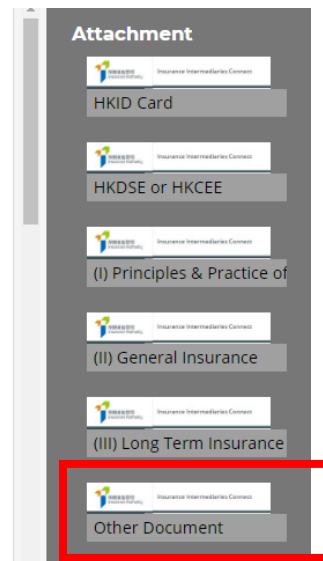 Attachment
Insurance Intermediaries Connect
HKID Card
Insurance Intermediaries Connect
HKDSE or HKCEE
Insurance Intermediaries Connect
(I) Principles & Practice of
Insurance Intermediaries Connect
(II) General Insurance
Insurance Intermediaries Connect
(III) Long Term Insurance
Insurance Intermediaries Connect
Other Document